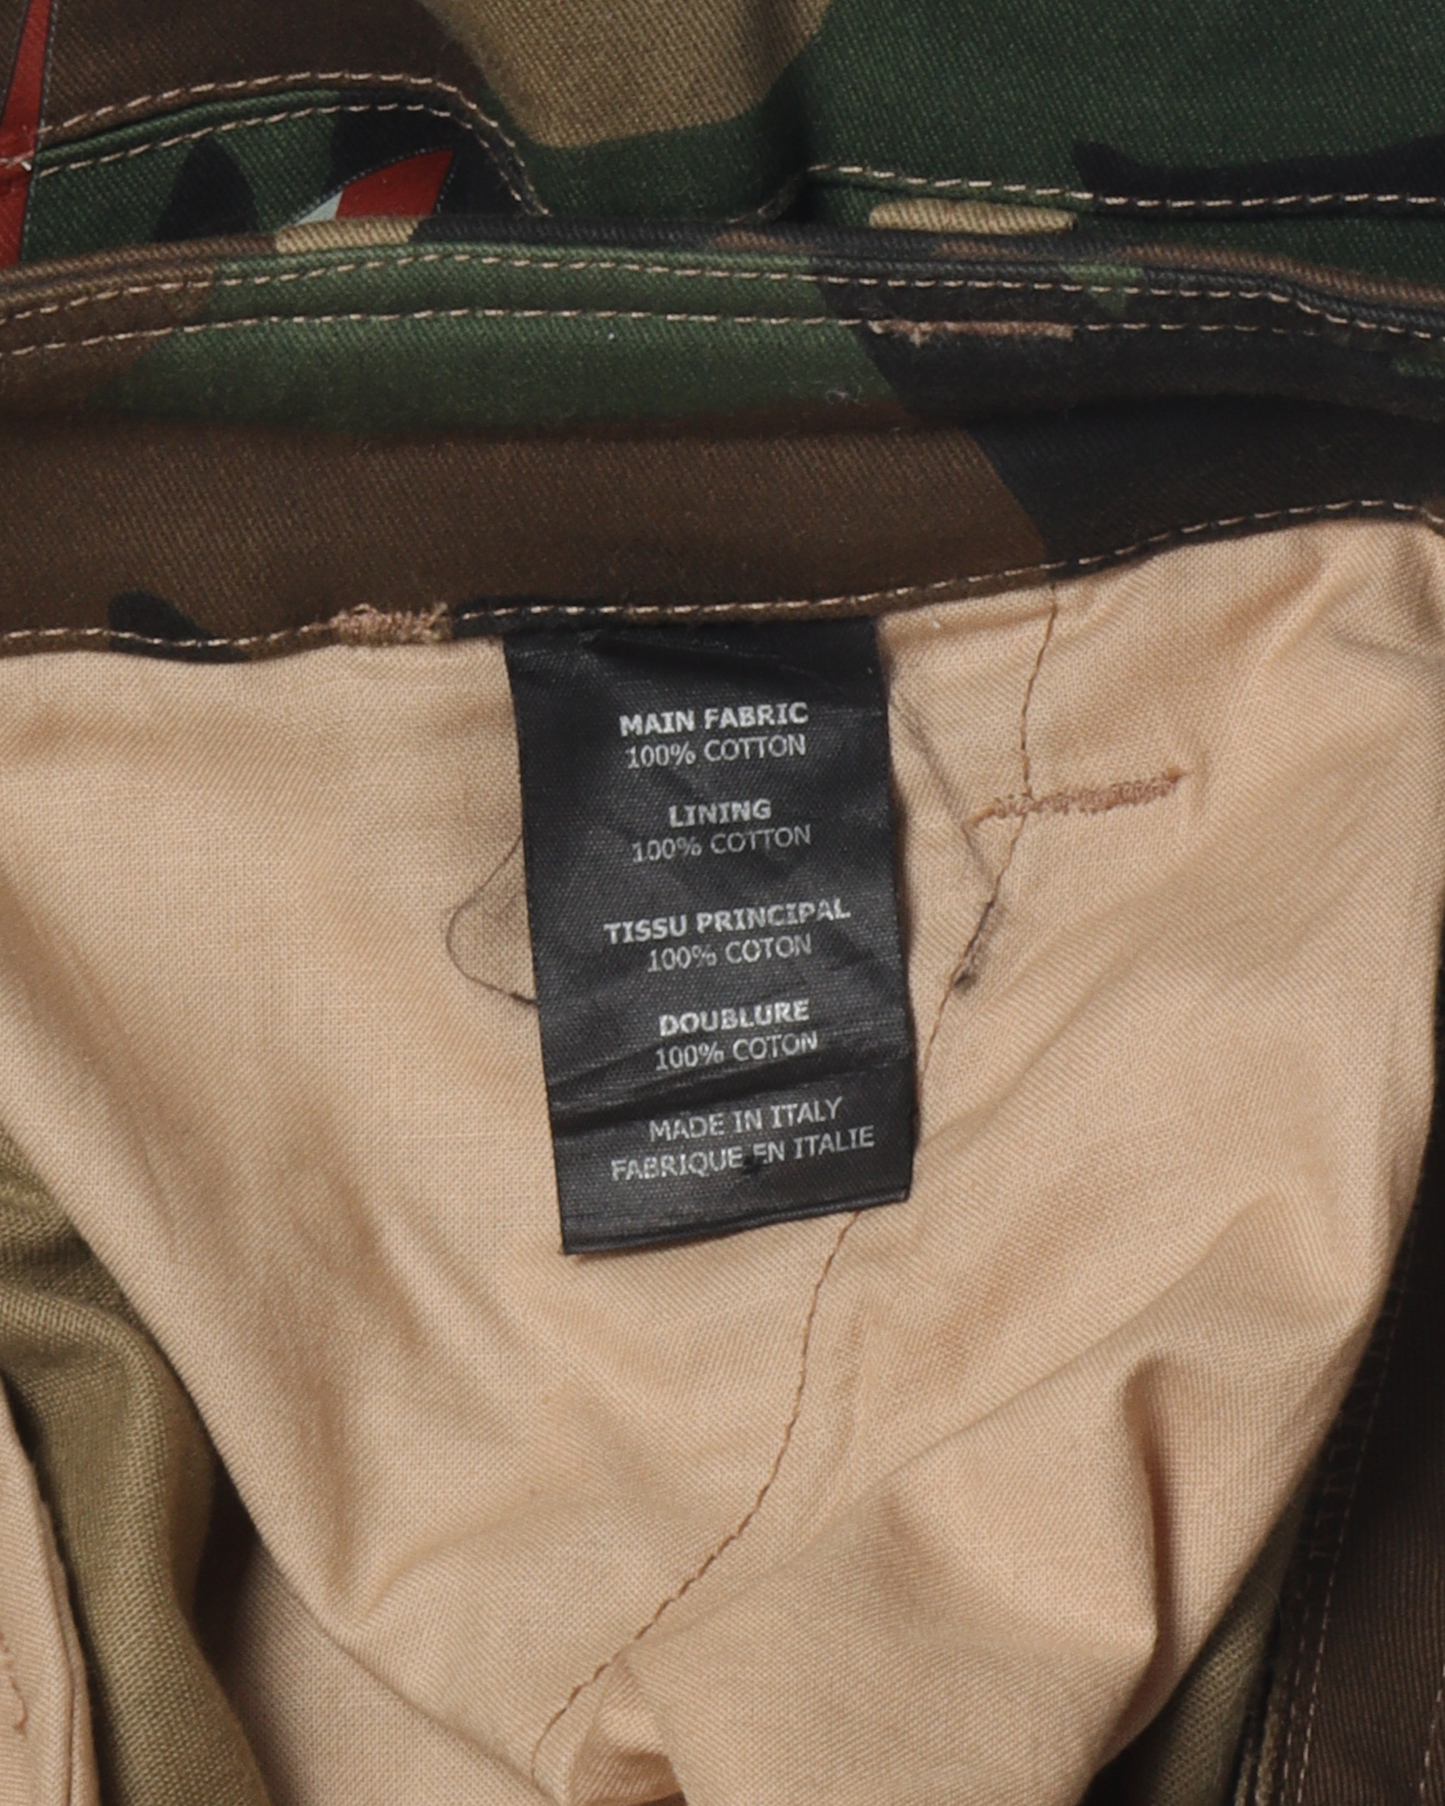 MAIN FABRIC
100% COTTON
LINING
100% COTTON
TISSU PRINCIPAL
100% COTON
DOUBLURE
100% COTON
MADE IN ITALY
FABRIQUE EN ITALIE